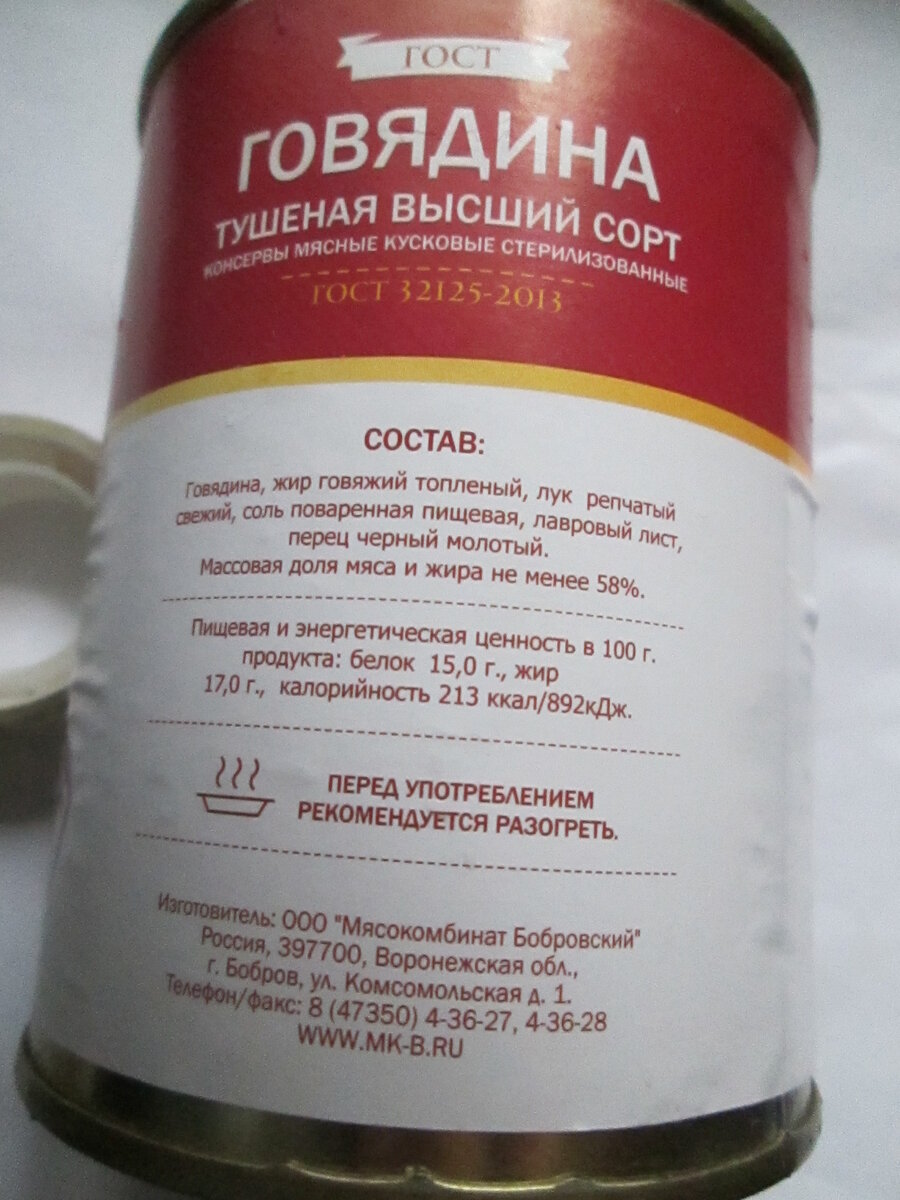 ГОСТ
ГОВЯДИНА
ТУШЕНАЯ ВЫСШИЙ СОРТ
КОНСЕРВЫ МЯСНЫЕ КУСКОВЫЕ СТЕРИЛИЗОВАННЫЕ
ГОСТ 32125-2013
СОСТАВ:
Говядина, жир говяжий топленый, лук репчатый
свежий, соль поваренная пищевая, лавровый лист,
перец черный молотый.
Массовая доля мяса и жира не менее 58%.
Пищевая и энергетическая ценность в 100 г.
продукта: белок 15,0 г., жир
17,0 г., калорийность 213 ккал/892кДж.
ПЕРЕД УПОТРЕБЛЕНИЕМ
РЕКОМЕНДУЕТСЯ РАЗОГРЕТЬ.
Изготовитель: ООО "Мясокомбинат Бобровский"
Россия, 397700, Воронежская обл.,
г. Бобров, ул. Комсомольская д. 1.
Телефон/факс: 8 (47350) 4-36-27, 4-36-28
WWW.MK-B.RU